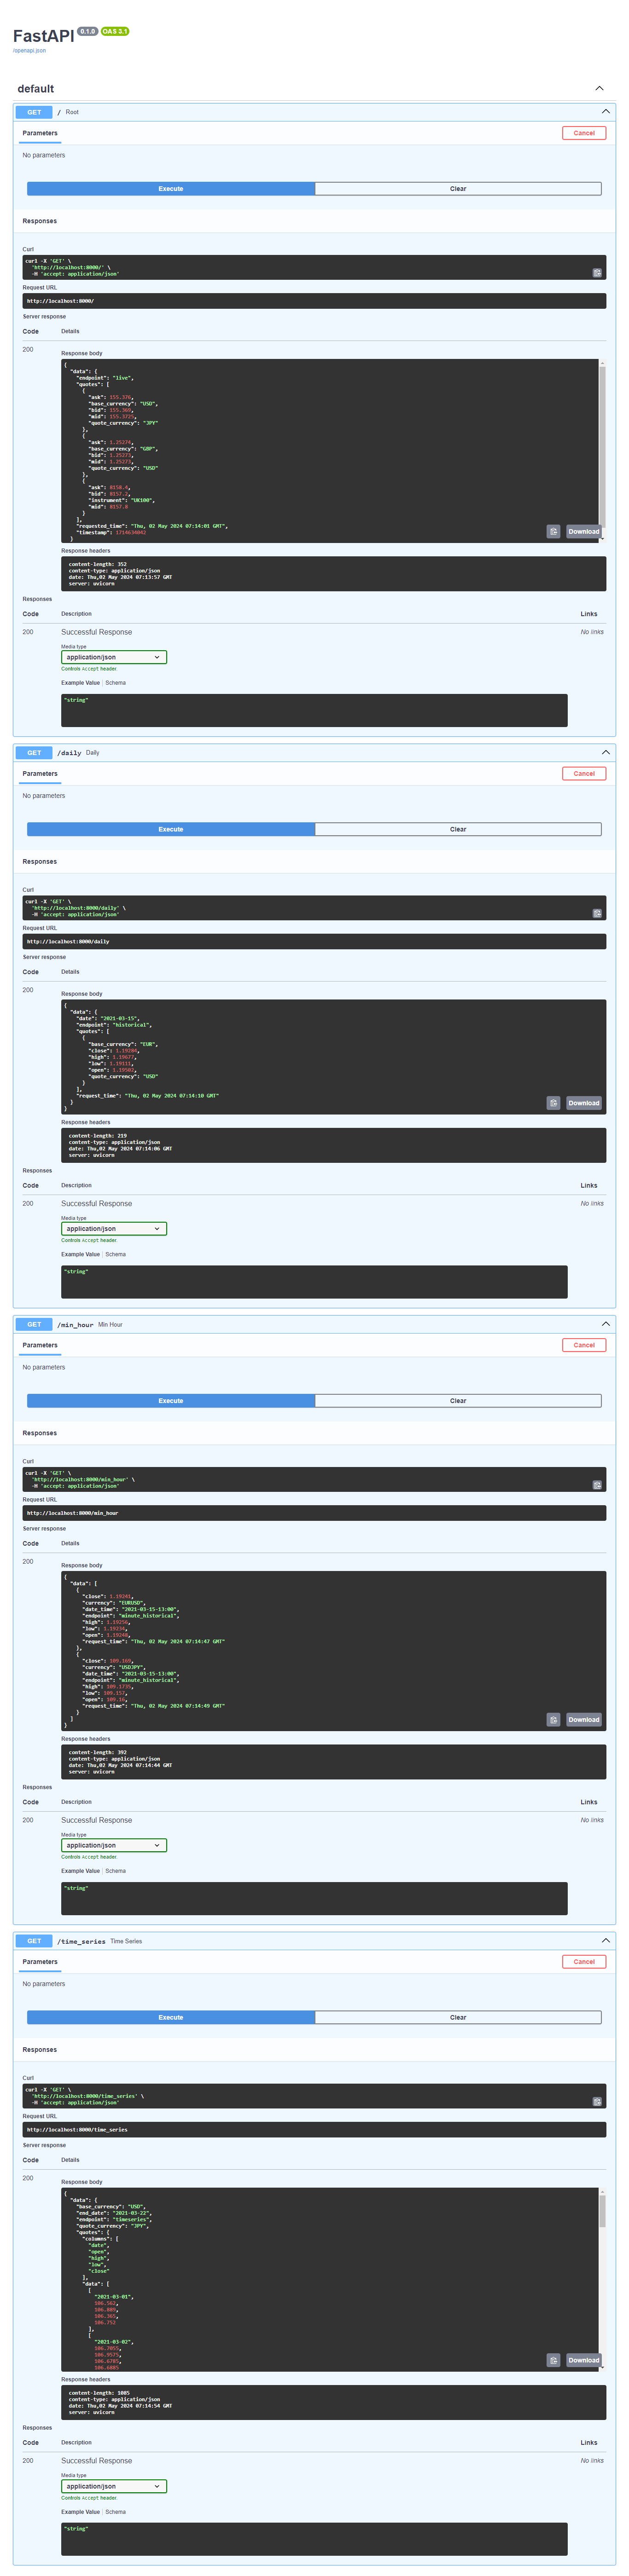 FastAPI 0.1.0 OAS 3.1
/openapi.json
default
GET / Root
Parameters Cancel
No parameters
Execute Clear
Responses
Curl
curl -X 'GET' \
'http://localhost:8000/' \
-H 'accept: application/json'
Request URL
http://localhost:8000/
Server response
Code Details
200
Response body
{
"data": {
"endpoint": "live",
"quotes": [
{
"ask": 155.376,
"base_currency": "USD",
"bid": 155.369,
"mid": 155.3725,
"quote_currency": "JPY"
},
{
"ask": 1.25274,
"base_currency": "GBP",
"bid": 1.25273,
"mid": 1.25273,
"quote_currency": "USD"
},
{
"ask": 8158.4,
"bid": 8157.2,
"instrument": "UK100",
"mid": 8157.8
}
],
"requested_time": "Thu, 02 May 2024 07:14:01 GMT",
"timestamp": 1714634042
}
Download
Response headers
content-length: 352
content-type: application/json
date: Thu,02 May 2024 07:13:57 GMT
server: uvicorn
Responses
Code Description Links
200 Successful Response No links
Media type
application/json
Controls Accept header.
Example Value Schema
"string"
GET /daily Daily
Parameters Cancel
No parameters
Execute Clear
Responses
Curl
curl -X 'GET' \
'http://localhost:8000/daily' \
-H 'accept: application/json'
Request URL
http://localhost:8000/daily
Server response
Code Details
200
Response body
{
"data": {
"date": "2021-03-15",
"endpoint": "historical",
"quotes": [
{
"base_currency": "EUR",
"close": 1.19284,
"high": 1.19677,
"low": 1.19111,
"open": 1.19502,
"quote_currency": "USD"
}
],
"request_time": "Thu, 02 May 2024 07:14:10 GMT"
}
}
Download
Response headers
content-length: 219
content-type: application/json
date: Thu,02 May 2024 07:14:06 GMT
server: uvicorn
Responses
Code Description Links
200 Successful Response No links
Media type
application/json
Controls Accept header.
Example Value Schema
"string"
GET /min_hour Min Hour
Parameters Cancel
No parameters
Execute Clear
Responses
Curl
curl -X 'GET' \
'http://localhost:8000/min_hour' \
-H 'accept: application/json'
Request URL
http://localhost:8000/min_hour
Server response
Code Details
200
Response body
{
"data": [
{
"close": 1.19241,
"currency": "EURUSD",
"date_time": "2021-03-15-13:00",
"endpoint": "minute_historical",
"high": 1.19256,
"low": 1.19234,
"open": 1.19248,
"request_time": "Thu, 02 May 2024 07:14:47 GMT"
},
{
"close": 109.169,
"currency": "USDJPY",
"date_time": "2021-03-15-13:00",
"endpoint": "minute_historical",
"high": 109.1735,
"low": 109.157,
"open": 109.16,
"request_time": "Thu, 02 May 2024 07:14:49 GMT"
}
]
}
Download
Response headers
content-length: 392
content-type: application/json
date: Thu,02 May 2024 07:14:44 GMT
server: uvicorn
Responses
Code Description Links
200 Successful Response No links
Media type
application/json
Controls Accept header.
Example Value Schema
"string"
GET /time_series Time Series
Parameters Cancel
No parameters
Execute Clear
Responses
Curl
curl -X 'GET' \
'http://localhost:8000/time_series' \
-H 'accept: application/json'
Request URL
http://localhost:8000/time_series
Server response
Code Details
200
Response body
{
"data": {
"base_currency": "USD",
"end_date": "2021-03-22",
"endpoint": "timeseries",
"quote_currency": "JPY",
"quotes": {
"columns": [
"date",
"open",
"high",
"low",
"close"
],
"data": [
[
"2021-03-01",
106.562,
106.889,
106.365,
106.752
],
[
"2021-03-02",
106.7055,
106.9575,
106.6785,
106.6885
Download
Response headers
content-length: 1085
content-type: application/json
date: Thu,02 May 2024 07:14:54 GMT
server: uvicorn
Responses
Code Description Links
200 Successful Response No links
Media type
application/json
Controls Accept header.
Example Value Schema
"string"